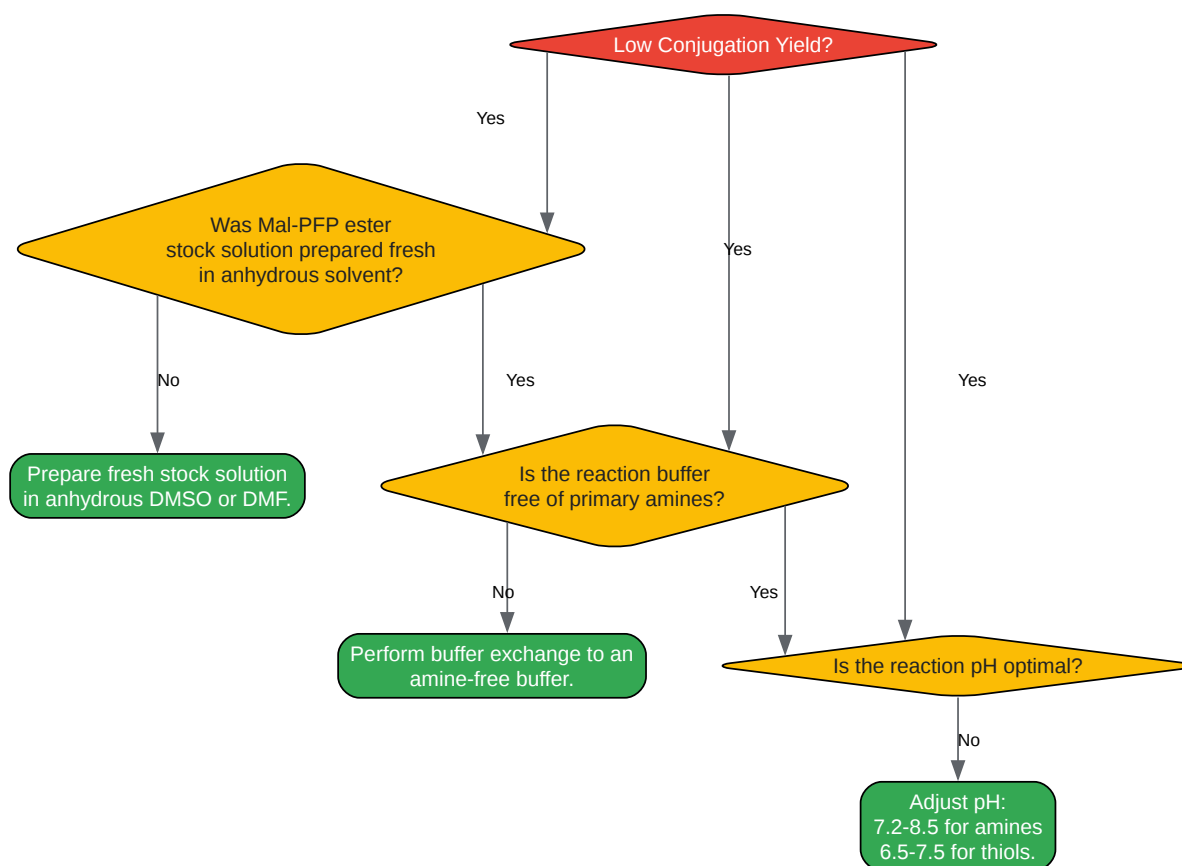 Low Conjugation Yield?
Yes
Was Mal-PFP ester
stock solution prepared fresh
in anhydrous solvent?
Yes
No
Yes
Yes
Prepare fresh stock solution
in anhydrous DMSO or DMF.
Is the reaction buffer
free of primary amines?
No
Yes
Perform buffer exchange to an
amine-free buffer.
Is the reaction pH optimal?
No
Adjust pH:
7.2-8.5 for amines
6.5-7.5 for thiols.